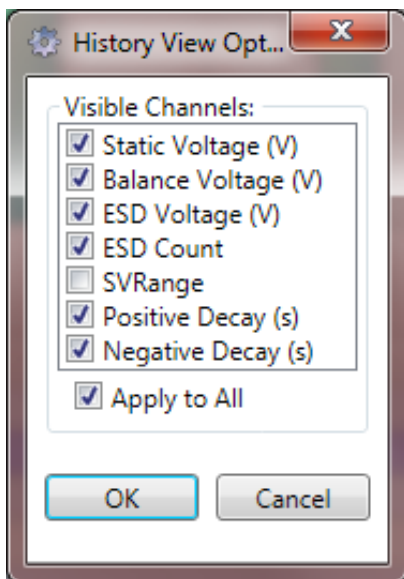 History View Opt...
Visible Channels:
Static Voltage (V)
Balance Voltage (V)
ESD Voltage (V)
ESD Count
SVRange
Positive Decay (s)
Negative Decay (s)
Apply to All
OK
Cancel